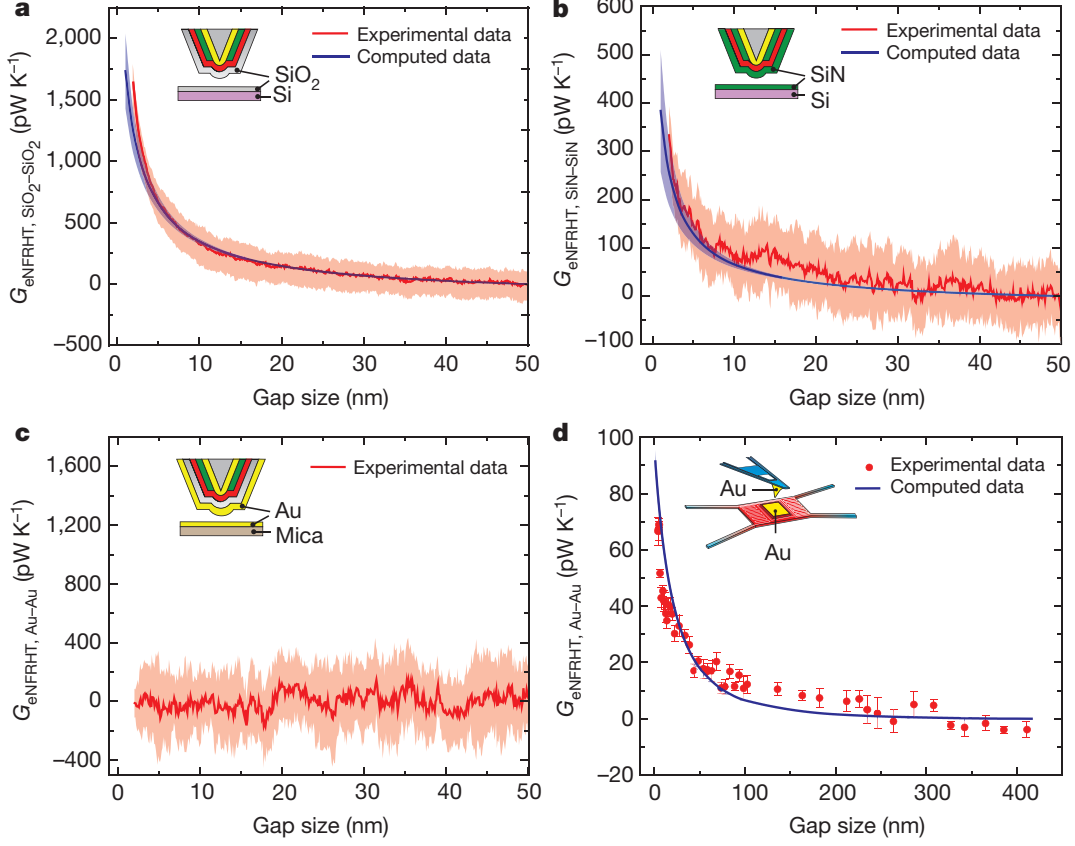 a
2,000
1,500
1,000
500
0
−500
G_eNFRHT, SiO2–SiO2 (pW K−1)
Experimental data
Computed data
SiO2
Si
0
10
20
30
40
50
Gap size (nm)
b
600
500
400
300
200
100
0
−100
G_eNFRHT, SiN–SiN (pW K−1)
Experimental data
Computed data
SiN
Si
0
10
20
30
40
50
Gap size (nm)
c
1,600
1,200
800
400
0
−400
G_eNFRHT, Au–Au (pW K−1)
Experimental data
Au
Mica
0
10
20
30
40
50
Gap size (nm)
d
100
80
60
40
20
0
−20
G_eNFRHT, Au–Au (pW K−1)
Experimental data
Computed data
Au
Au
0
100
200
300
400
Gap size (nm)